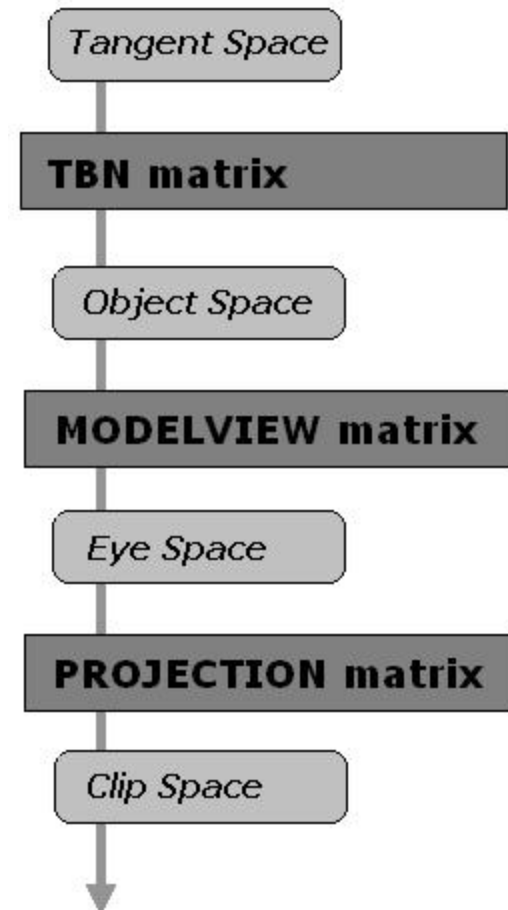 Tangent Space
TBN matrix
Object Space
MODELVIEW matrix
Eye Space
PROJECTION matrix
Clip Space